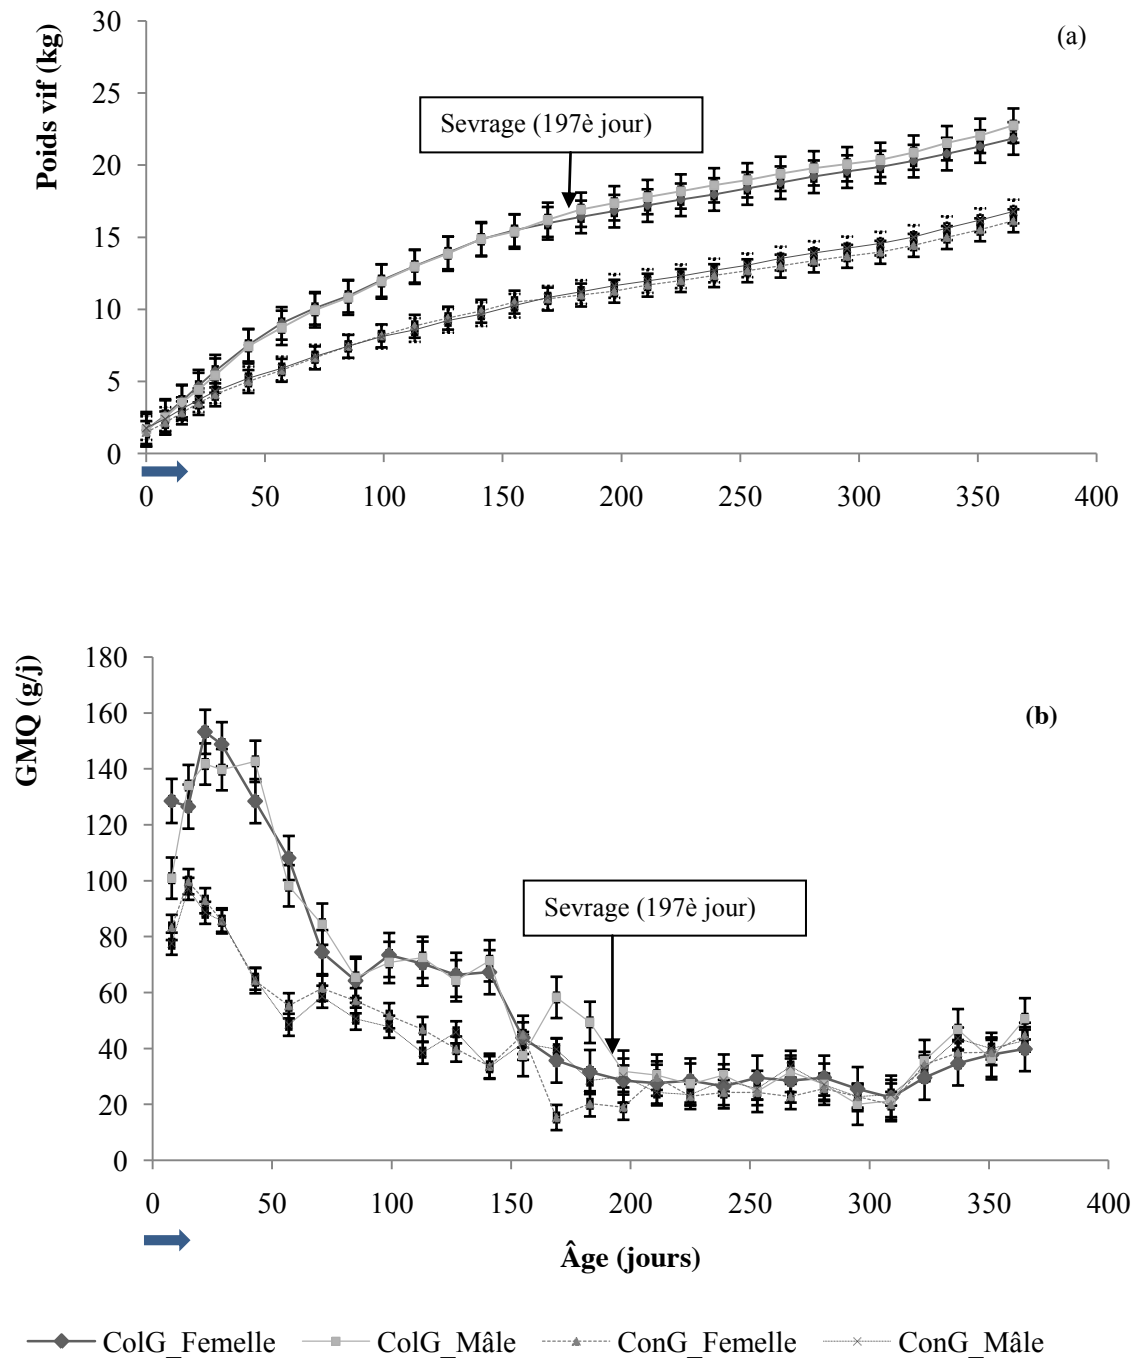 Poids vif (kg)
(a)
30
25
20
15
10
5
0
Sevrage (197è jour)
0 50 100 150 200 250 300 350 400
GMQ (g/j)
(b)
180
160
140
120
100
80
60
40
20
0
Sevrage (197è jour)
0 50 100 150 200 250 300 350 400
Âge (jours)
ColG_Femelle ColG_Mâle ConG_Femelle ConG_Mâle